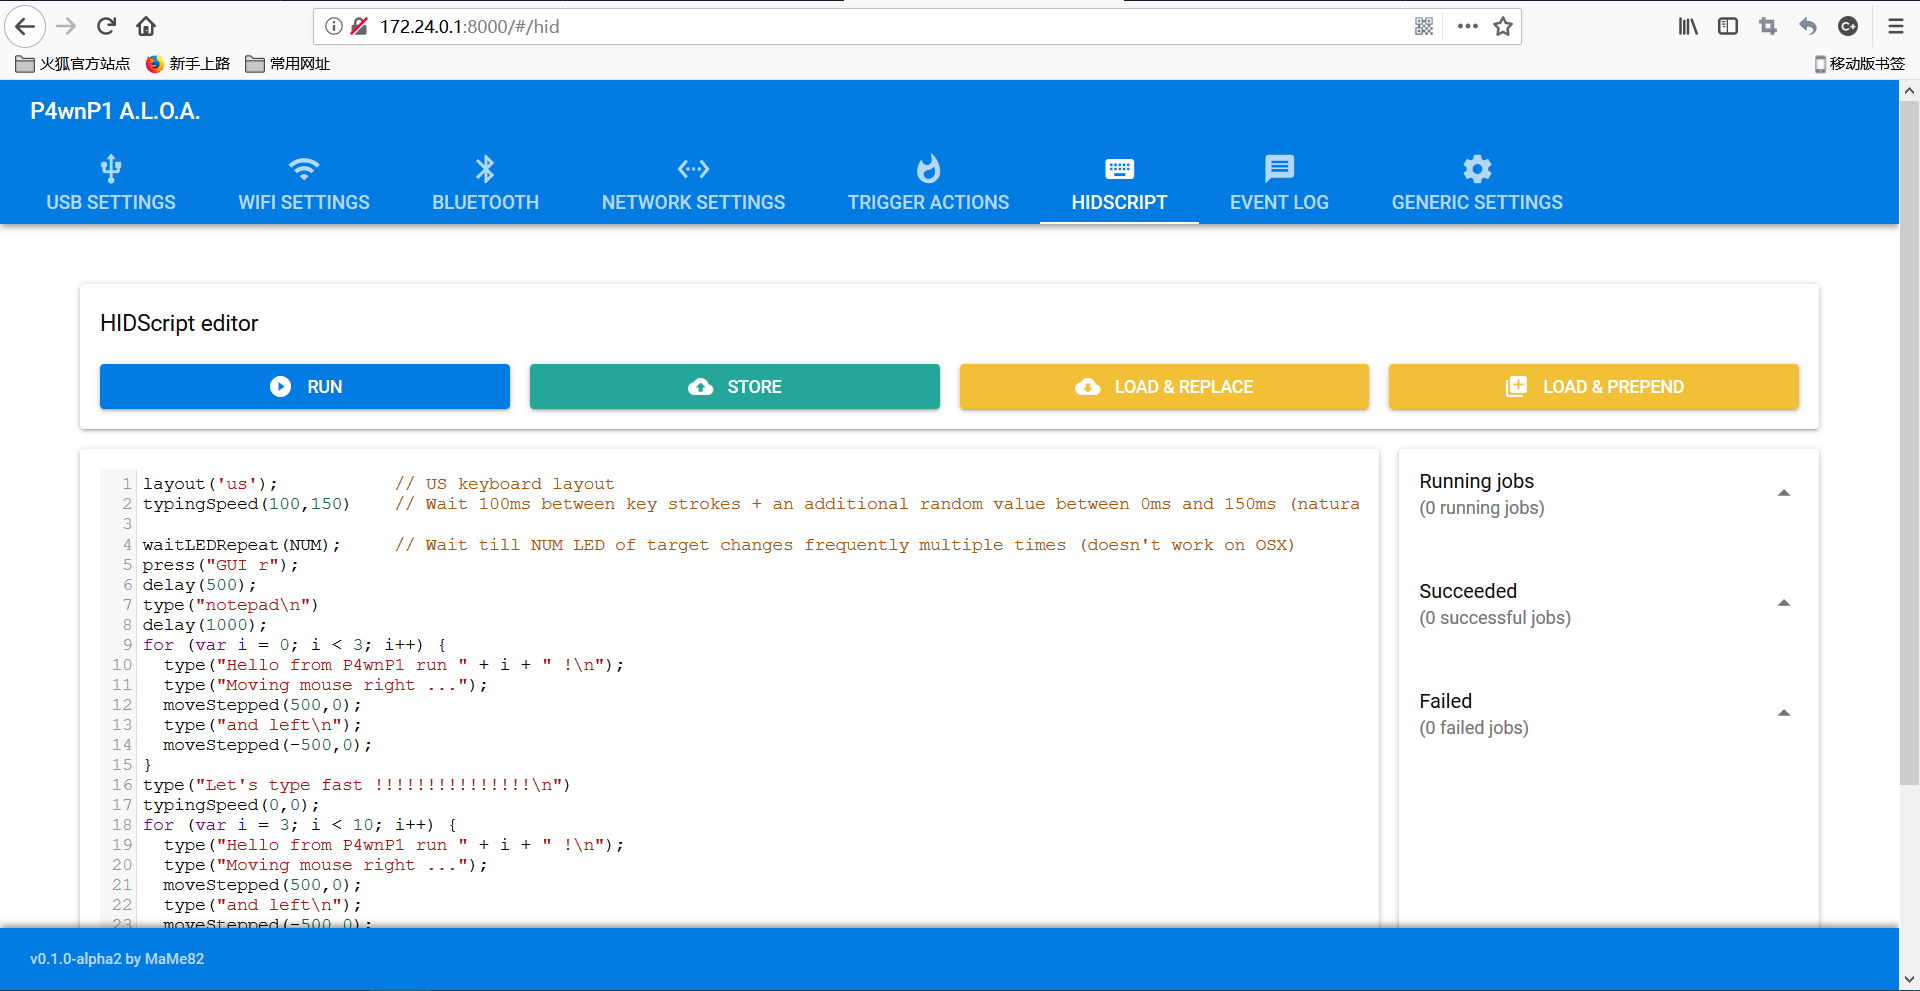 172.24.0.1:8000/#/hid
火狐官方站点 新手上路 常用网址 移动版书签
P4wnP1 A.L.O.A.
USB SETTINGS WIFI SETTINGS BLUETOOTH NETWORK SETTINGS TRIGGER ACTIONS HIDSCRIPT EVENT LOG GENERIC SETTINGS
HIDScript editor
RUN STORE LOAD & REPLACE LOAD & PREPEND
1 layout('us'); // US keyboard layout
2 typingSpeed(100,150) // Wait 100ms between key strokes + an additional random value between 0ms and 150ms (natura
3
4 waitLEDRepeat(NUM); // Wait till NUM LED of target changes frequently multiple times (doesn't work on OSX)
5 press("GUI r");
6 delay(500);
7 type("notepad\n")
8 delay(1000);
9 for (var i = 0; i < 3; i++) {
10 type("Hello from P4wnP1 run " + i + " !\n");
11 type("Moving mouse right ...");
12 moveStepped(500,0);
13 type("and left\n");
14 moveStepped(-500,0);
15 }
16 type("Let's type fast !!!!!!!!!!!!!!!\n")
17 typingSpeed(0,0);
18 for (var i = 3; i < 10; i++) {
19 type("Hello from P4wnP1 run " + i + " !\n");
20 type("Moving mouse right ...");
21 moveStepped(500,0);
22 type("and left\n");
23 moveStepped(-500,0);
Running jobs
(0 running jobs)
Succeeded
(0 successful jobs)
Failed
(0 failed jobs)
v0.1.0-alpha2 by MaMe82